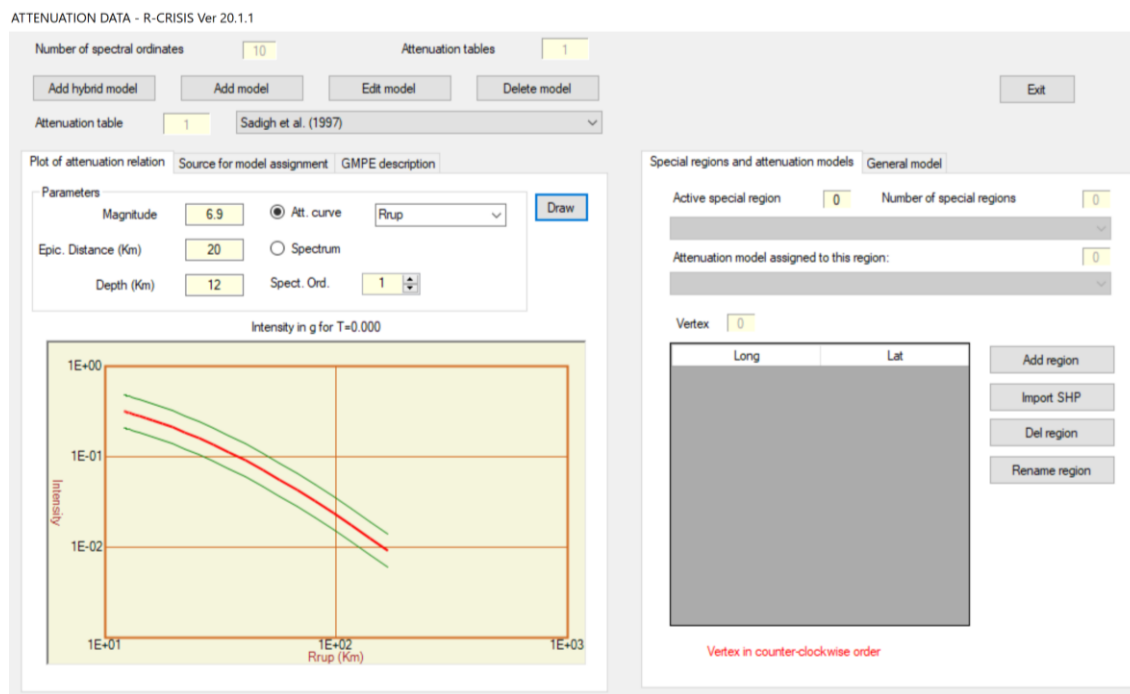 ATTENUATION DATA - R-CRISIS Ver 20.1.1
Number of spectral ordinates 10 Attenuation tables 1
Add hybrid model Add model Edit model Delete model Exit
Attenuation table 1 Sadigh et al. (1997)
Plot of attenuation relation Source for model assignment GMPE description
Parameters
Magnitude 6.9 Att. curve Rrup Draw
Epic. Distance (Km) 20 Spectrum
Depth (Km) 12 Spect. Ord. 1
Intensity in g for T=0.000
1E+00
1E-01
Intensity
1E-02
1E+01 1E+02 1E+03
Rrup (Km)
Special regions and attenuation models General model
Active special region 0 Number of special regions 0
Attenuation model assigned to this region: 0
Vertex 0
Long Lat
Add region
Import SHP
Del region
Rename region
Vertex in counter-clockwise order